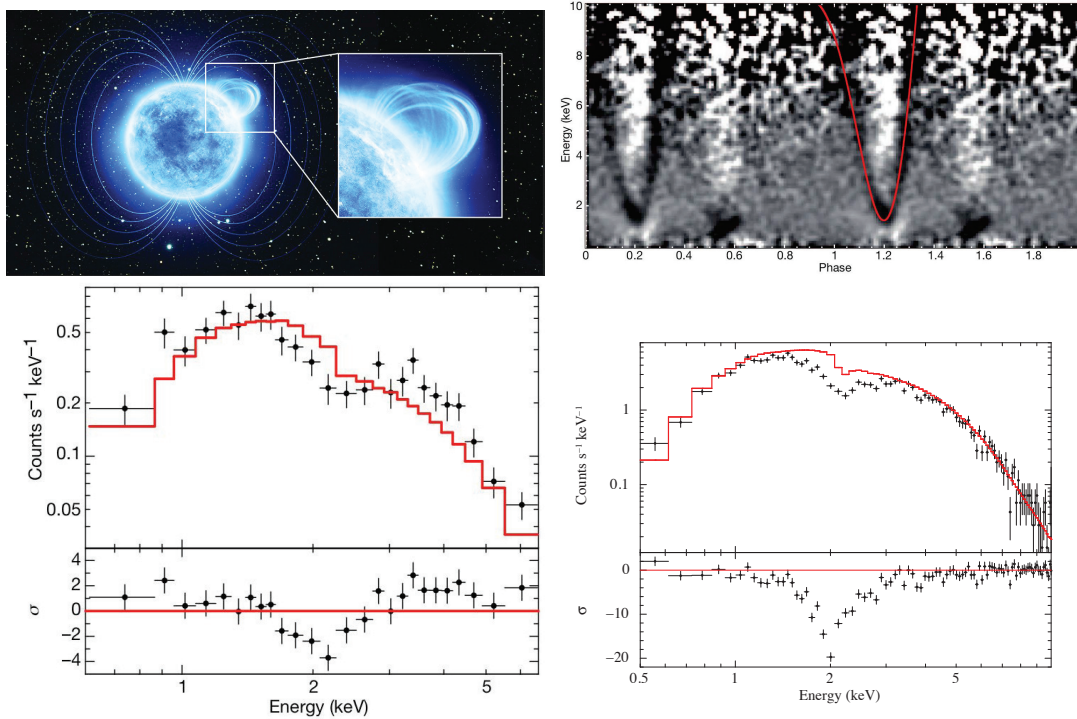 10
8
6
4
2
Energy (keV)
0 0.2 0.4 0.6 0.8 1 1.2 1.4 1.6 1.8
Phase
0.5
0.2
0.1
0.05
Counts s⁻¹ keV⁻¹
4
2
0
−2
−4
σ
1 2 5
Energy (keV)
1
0.1
Counts s⁻¹ keV⁻¹
0
−10
−20
σ
0.5 1 2 5
Energy (keV)